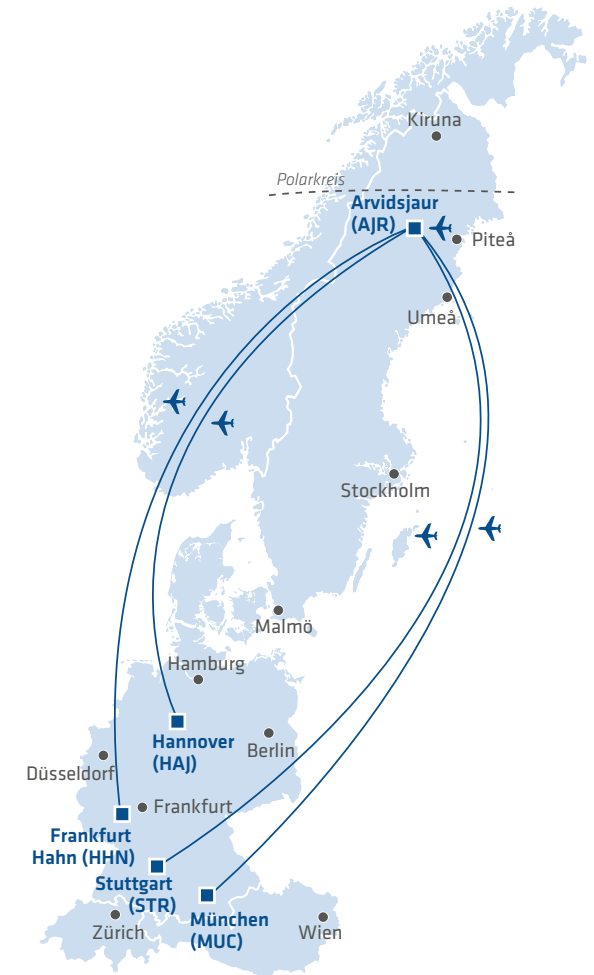 Kiruna
Polarkreis
Arvidsjaur
(AJR)
Piteå
Umeå
Stockholm
Malmö
Hamburg
Hannover
(HAJ)
Berlin
Düsseldorf
Frankfurt
Frankfurt
Hahn (HHN)
Stuttgart
(STR)
München
(MUC)
Zürich
Wien